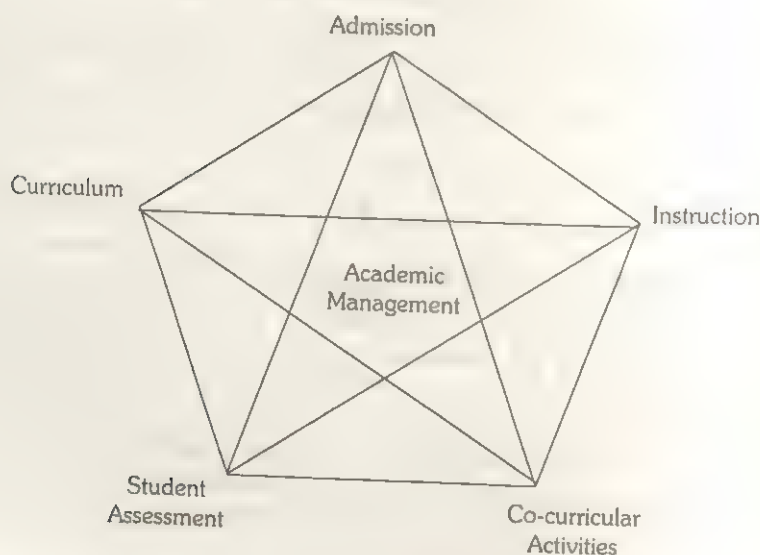 Admission
Curriculum
Instruction
Academic
Management
Student
Assessment
Co-curricular
Activities